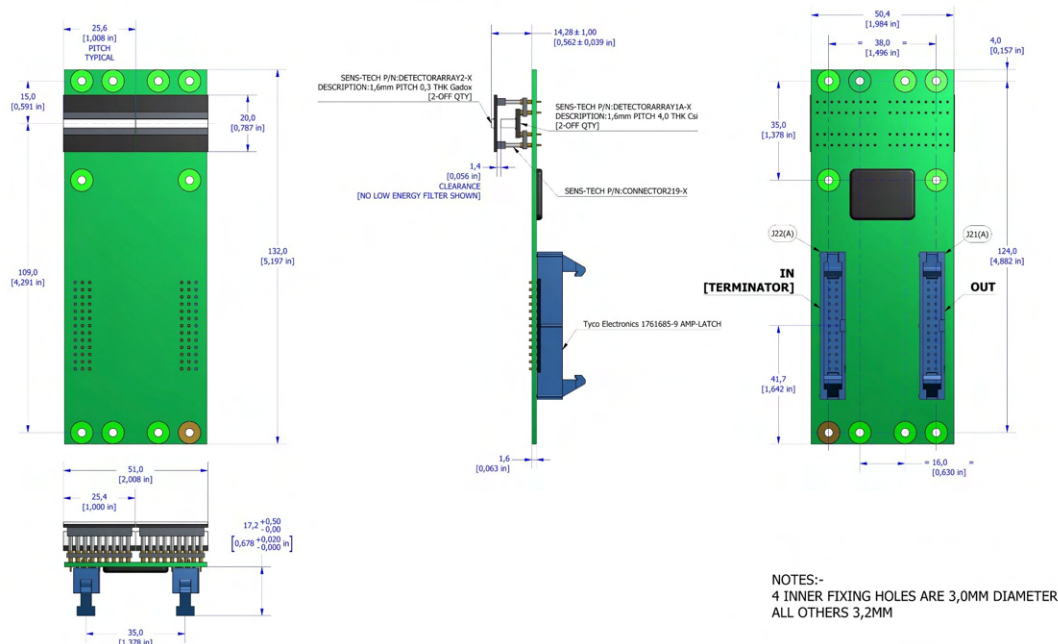 25,6
[1,008 in]
PITCH
TYPICAL
15,0
[0,591 in]
20,0
[0,787 in]
109,0
[4,291 in]
132,0
[5,197 in]
14,28 ± 1,00
[0,562 ± 0,039 in]
SENS-TECH P/N:DETECTORARRAY2-X
DESCRIPTION:1,6mm PITCH 0,3 THK Gadox
[2-OFF QTY]
SENS-TECH P/N:DETECTORARRAY1A-X
DESCRIPTION:1,6mm PITCH 4,0 THK Csi
[2-OFF QTY]
1,4
[0,056 in]
CLEARANCE
[NO LOW ENERGY FILTER SHOWN]
SENS-TECH P/N:CONNECTOR219-X
Tyco Electronics 1761685-9 AMP-LATCH
1,6
[0,063 in]
50,4
[1,984 in]
= 38,0 =
[1,496 in]
4,0
[0,157 in]
35,0
[1,378 in]
J22(A)
J21(A)
124,0
[4,882 in]
IN
[TERMINATOR]
OUT
41,7
[1,642 in]
= 16,0 =
[0,630 in]
51,0
[2,008 in]
25,4
[1,000 in]
17,2 +0,50
-0,00
[0,678 +0,020
-0,000 in]
35,0
[1,378 in]
NOTES:-
4 INNER FIXING HOLES ARE 3,0MM DIAMETER
ALL OTHERS 3,2MM